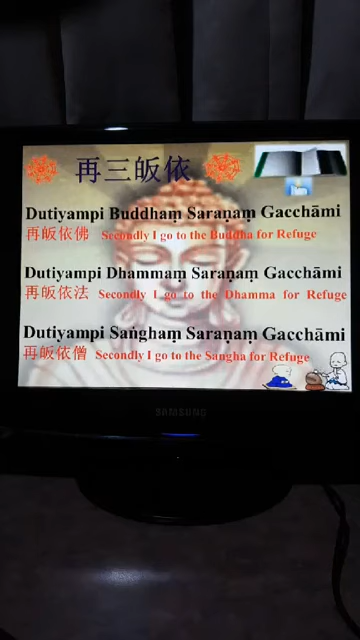 再三皈依
Dutiyampi Buddhaṃ Saraṇaṃ Gacchāmi
再皈依佛 Secondly I go to the Buddha for Refuge
Dutiyampi Dhammaṃ Saraṇaṃ Gacchāmi
再皈依法 Secondly I go to the Dhamma for Refuge
Dutiyampi Saṅghaṃ Saraṇaṃ Gacchāmi
再皈依僧 Secondly I go to the Sangha for Refuge
SAMSUNG